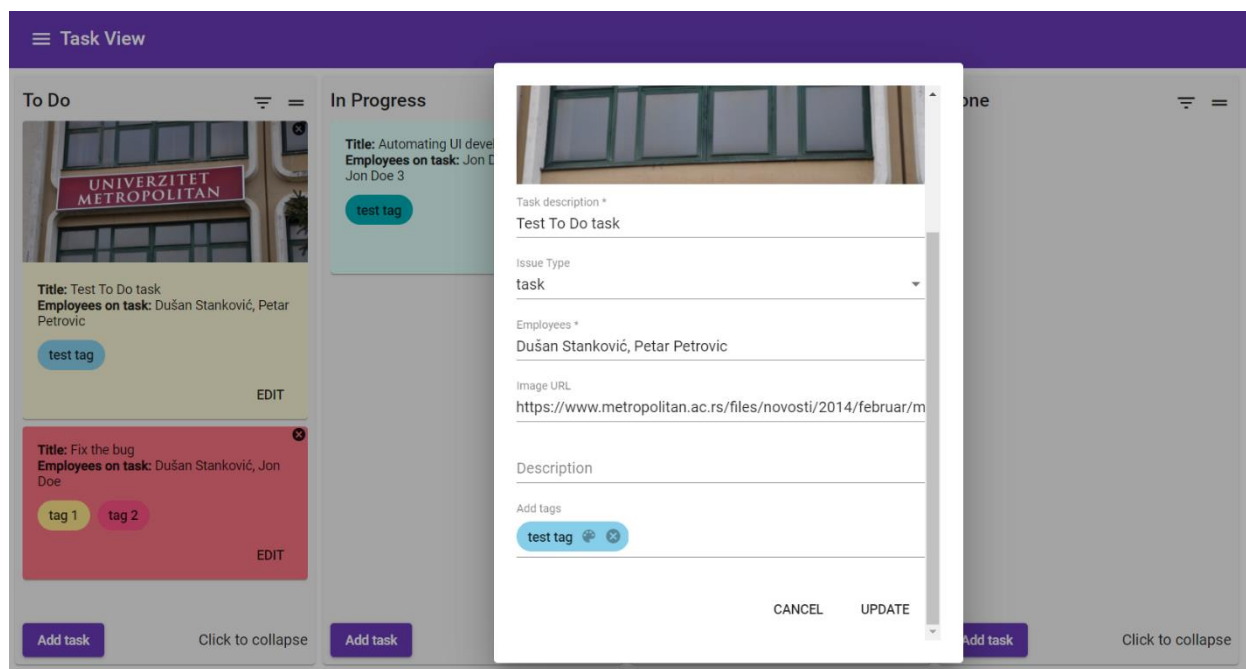 Task View
To Do
UNIVERZITET
METROPOLITAN
Title: Test To Do task
Employees on task: Dušan Stanković, Petar
Petrovic
test tag
EDIT
Title: Fix the bug
Employees on task: Dušan Stanković, Jon
Doe
tag 1
tag 2
EDIT
Add task
Click to collapse
In Progress
Title: Automating UI
Employees on task: Jon
Jon Doe 3
test tag
Add task
Task description *
Test To Do task
Issue Type
task
Employees *
Dušan Stanković, Petar Petrovic
Image URL
https://www.metropolitan.ac.rs/files/novosti/2014/februar/m
Description
Add tags
test tag
CANCEL
UPDATE
Add task
Click to collapse